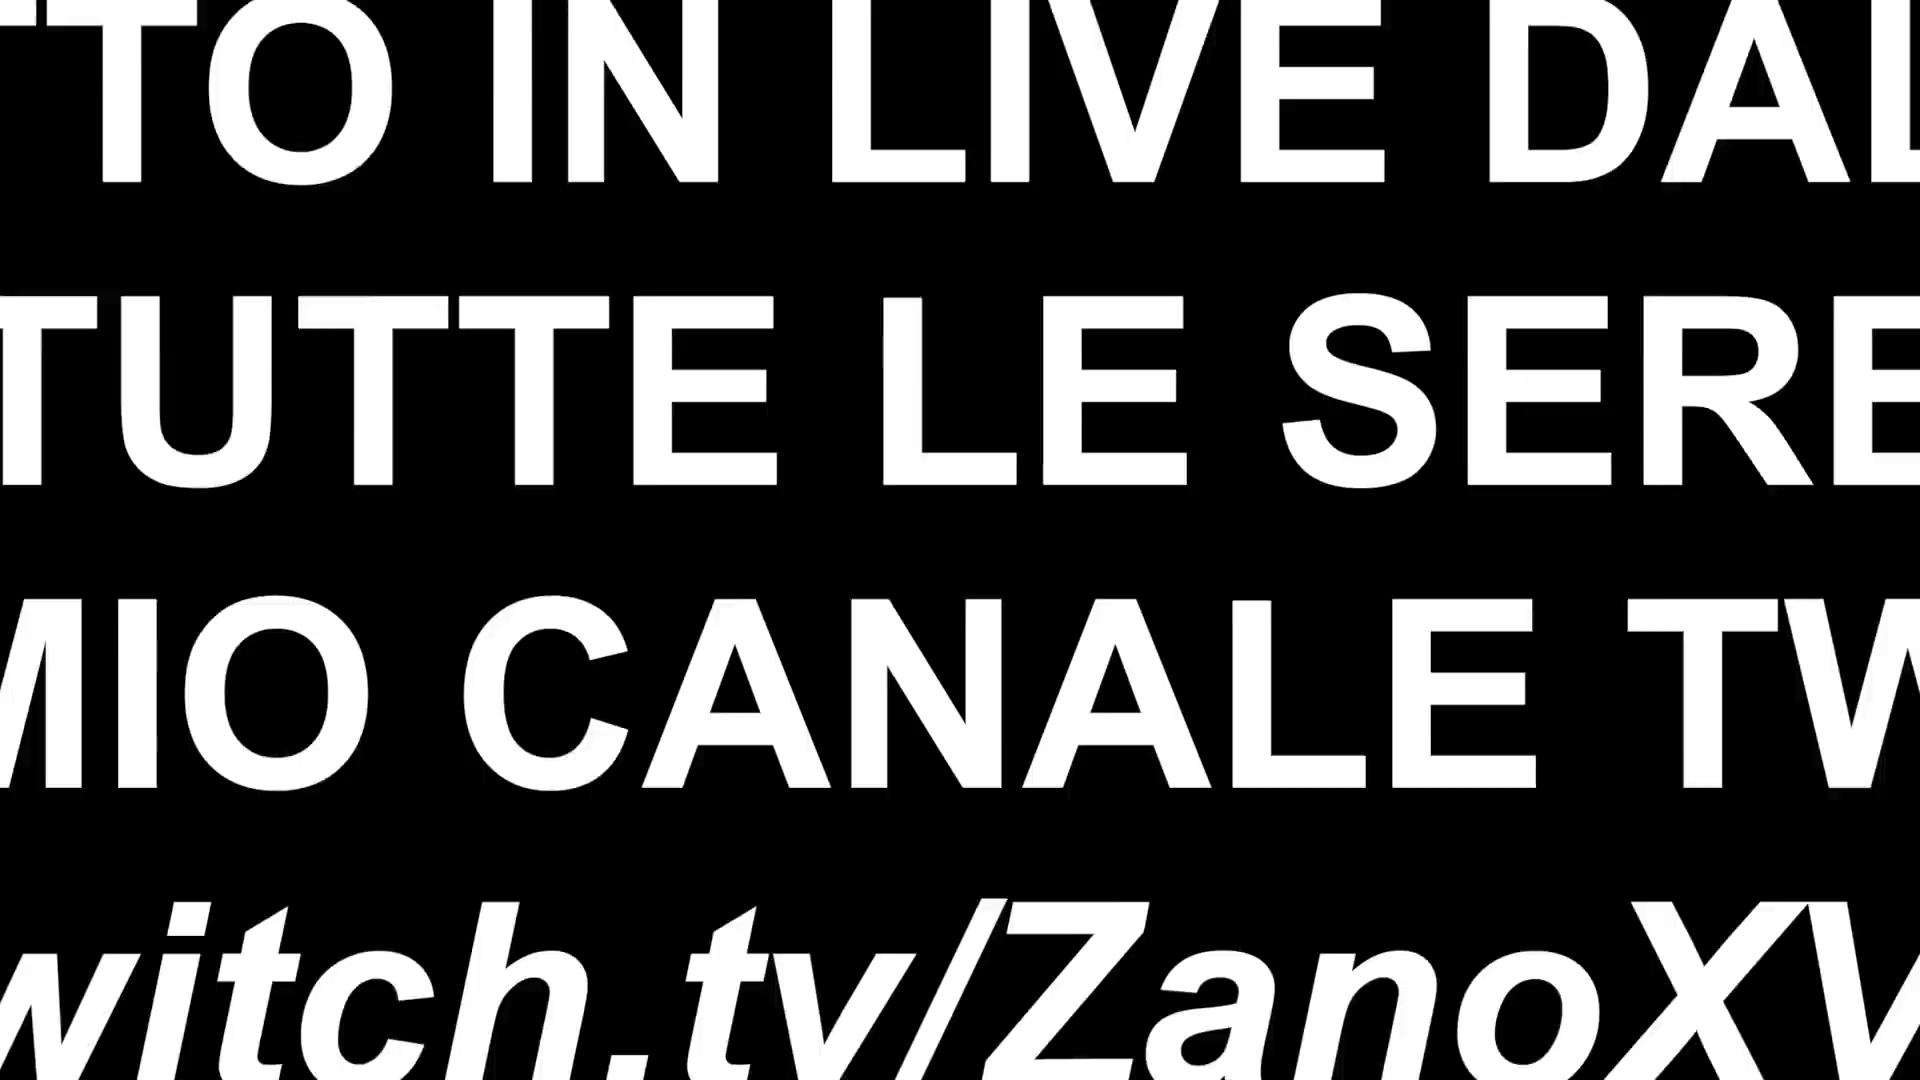 TTO IN LIVE DAL
TUTTE LE SERE
MIO CANALE TW
witch.tv/ZanoXV